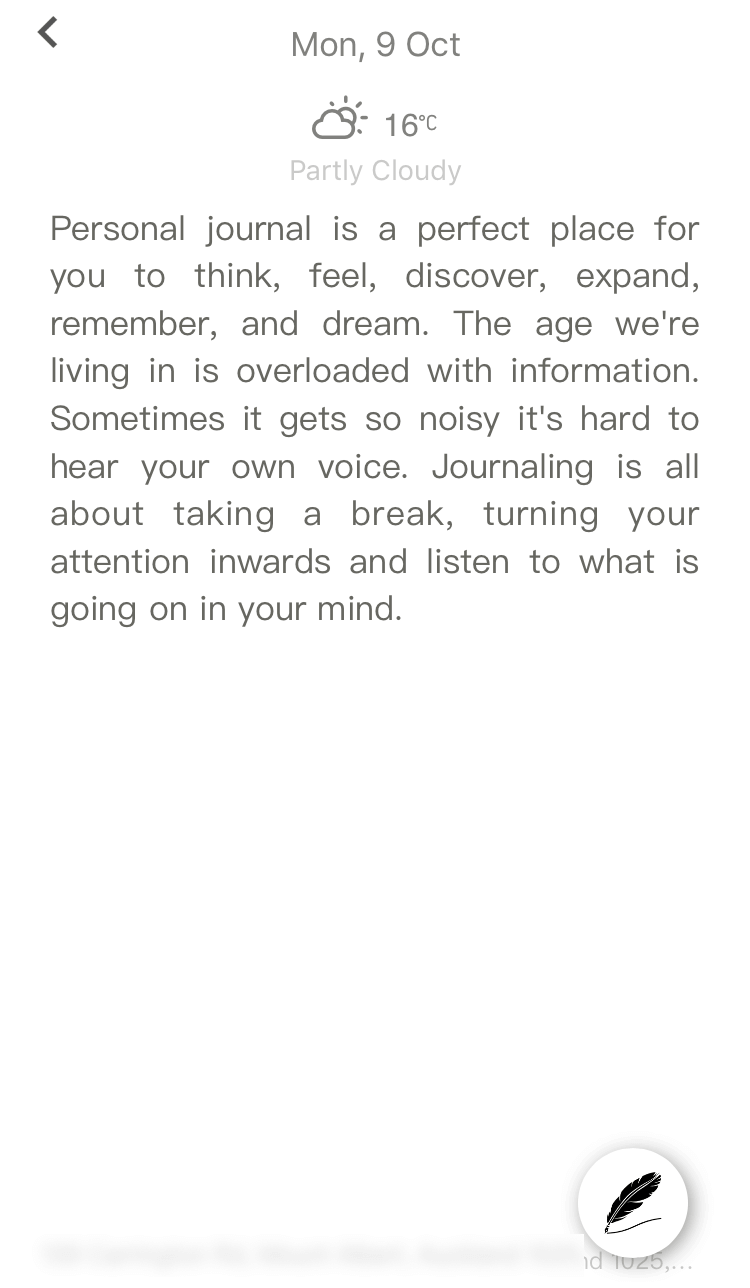 Mon, 9 Oct
16°C
Partly Cloudy
Personal journal is a perfect place for
you to think, feel, discover, expand,
remember, and dream. The age we're
living in is overloaded with information.
Sometimes it gets so noisy it's hard to
hear your own voice. Journaling is all
about taking a break, turning your
attention inwards and listen to what is
going on in your mind.
1025,...